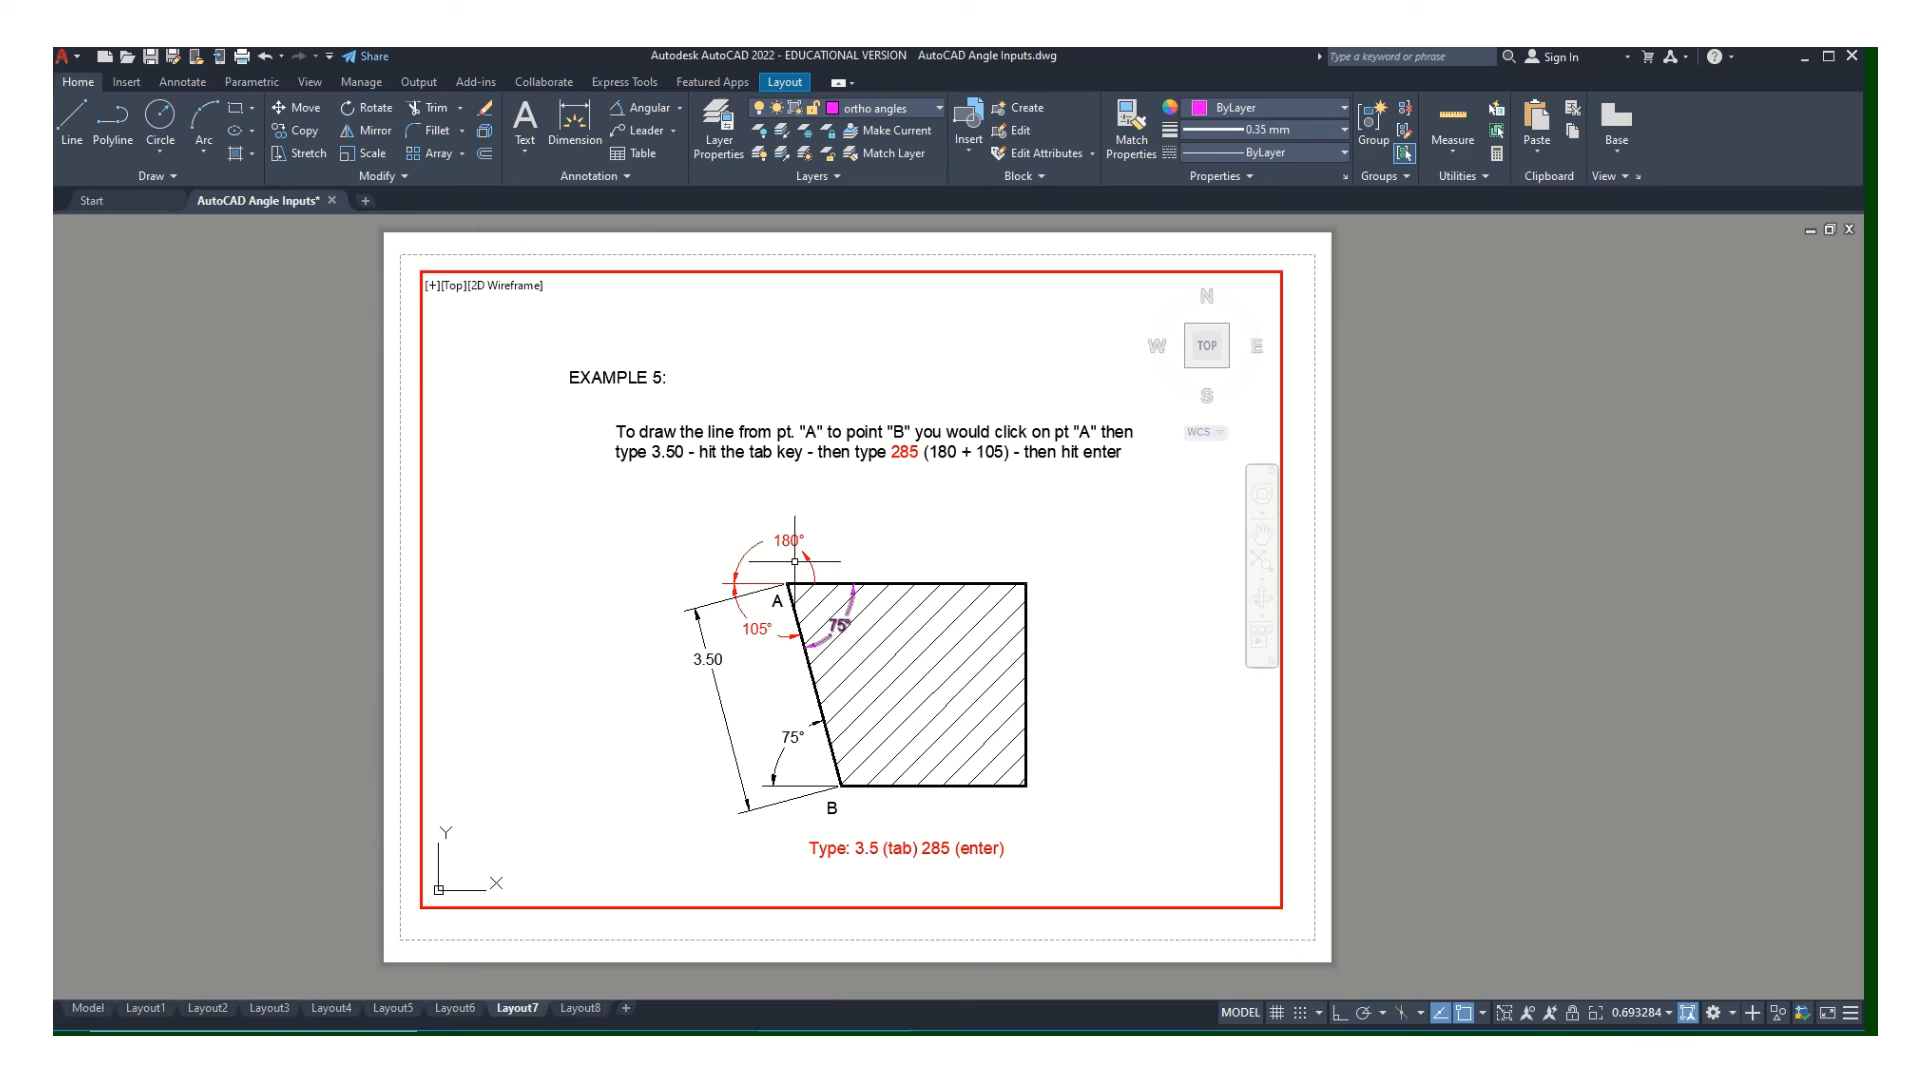 Share
Autodesk AutoCAD 2022 - EDUCATIONAL VERSION AutoCAD Angle Inputs.dwg
Type a keyword or phrase
Sign In
Home Insert Annotate Parametric View Manage Output Add-ins Collaborate Express Tools Featured Apps Layout
Line
Polyline
Circle
Arc
Draw
Move Rotate Trim
Copy Mirror Fillet
Stretch Scale Array
Modify
Text
Dimension
Angular
Leader
Table
Annotation
Layer
Properties
ortho angles
Make Current
Match Layer
Layers
Insert
Create
Edit
Edit Attributes
Block
Match
Properties
ByLayer
0.35 mm
ByLayer
Properties
Group
Groups
Measure
Utilities
Paste
Clipboard
Base
View
Start
AutoCAD Angle Inputs*
[+][Top][2D Wireframe]
N
W TOP E
S
WCS
EXAMPLE 5:
To draw the line from pt. "A" to point "B" you would click on pt "A" then
type 3.50 - hit the tab key - then type 285 (180 + 105) - then hit enter
180°
A
105°
75°
3.50
75°
B
Type: 3.5 (tab) 285 (enter)
Y
X
Model Layout1 Layout2 Layout3 Layout4 Layout5 Layout6 Layout7 Layout8 +
MODEL
0.693284